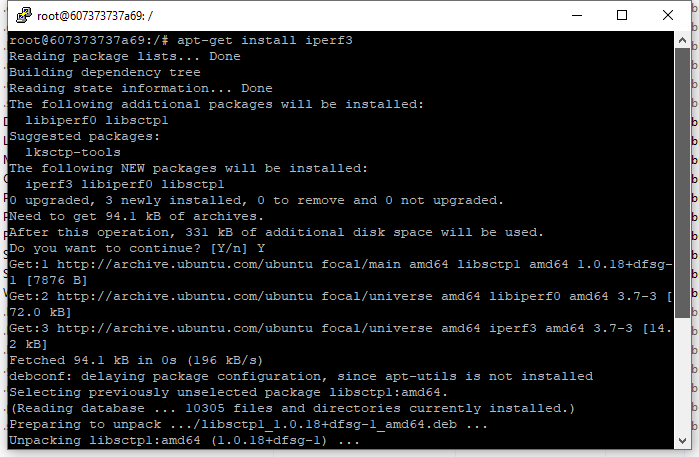 root@607373737a69: /
root@607373737a69:/# apt-get install iperf3
Reading package lists... Done
Building dependency tree
Reading state information... Done
The following additional packages will be installed:
  libiperf0 libsctp1
Suggested packages:
  lksctp-tools
The following NEW packages will be installed:
  iperf3 libiperf0 libsctp1
0 upgraded, 3 newly installed, 0 to remove and 0 not upgraded.
Need to get 94.1 kB of archives.
After this operation, 331 kB of additional disk space will be used.
Do you want to continue? [Y/n] Y
Get:1 http://archive.ubuntu.com/ubuntu focal/main amd64 libsctp1 amd64 1.0.18+dfsg-
1 [7876 B]
Get:2 http://archive.ubuntu.com/ubuntu focal/universe amd64 libiperf0 amd64 3.7-3 [
72.0 kB]
Get:3 http://archive.ubuntu.com/ubuntu focal/universe amd64 iperf3 amd64 3.7-3 [14.
2 kB]
Fetched 94.1 kB in 0s (196 kB/s)
debconf: delaying package configuration, since apt-utils is not installed
Selecting previously unselected package libsctp1:amd64.
(Reading database ... 10305 files and directories currently installed.)
Preparing to unpack .../libsctp1_1.0.18+dfsg-1_amd64.deb ...
Unpacking libsctp1:amd64 (1.0.18+dfsg-1) ...